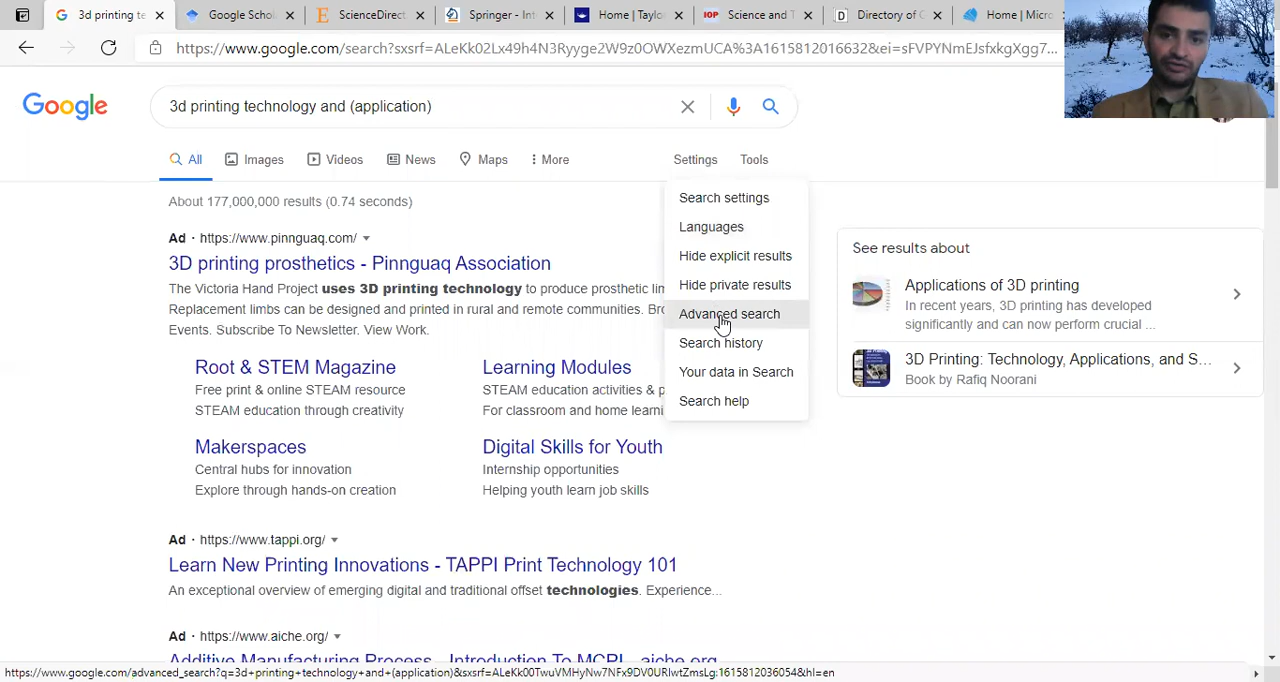 3d printing te
Google Schol
ScienceDirect
Springer - Int
Home | Taylo
IOP
Science and T
D
Directory of O
Home | Micro
https://www.google.com/search?sxsrf=ALeKk02Lx49h4N3Ryyge2W9z0OWXezmUCA%3A1615812016632&ei=sFVPYNmEJsfxkgXgg7...
Google
3d printing technology and (application)
All
Images
Videos
News
Maps
More
Settings
Tools
About 177,000,000 results (0.74 seconds)
Ad · https://www.pinnguaq.com/
3D printing prosthetics - Pinnguaq Association
The Victoria Hand Project uses 3D printing technology to produce prosthetic lim
Replacement limbs can be designed and printed in rural and remote communities. Bro
Events. Subscribe To Newsletter. View Work.
Root & STEM Magazine
Free print & online STEAM resource
STEAM education through creativity
Learning Modules
STEAM education activities & p
For classroom and home learni
Makerspaces
Central hubs for innovation
Explore through hands-on creation
Digital Skills for Youth
Internship opportunities
Helping youth learn job skills
Ad · https://www.tappi.org/
Learn New Printing Innovations - TAPPI Print Technology 101
An exceptional overview of emerging digital and traditional offset technologies. Experience...
Ad · https://www.aiche.org/
Additive Manufacturing Process - Introduction To MCPI - aiche.org
Search settings
Languages
Hide explicit results
Hide private results
Advanced search
Search history
Your data in Search
Search help
See results about
Applications of 3D printing
In recent years, 3D printing has developed
significantly and can now perform crucial ...
3D Printing: Technology, Applications, and S...
Book by Rafiq Noorani
https://www.google.com/advanced_search?q=3d+printing+technology+and+(application)&sxsrf=ALeKk00TwuVMHyNw7NFx9DV0URlwtZmsLg:1615812036054&hl=en